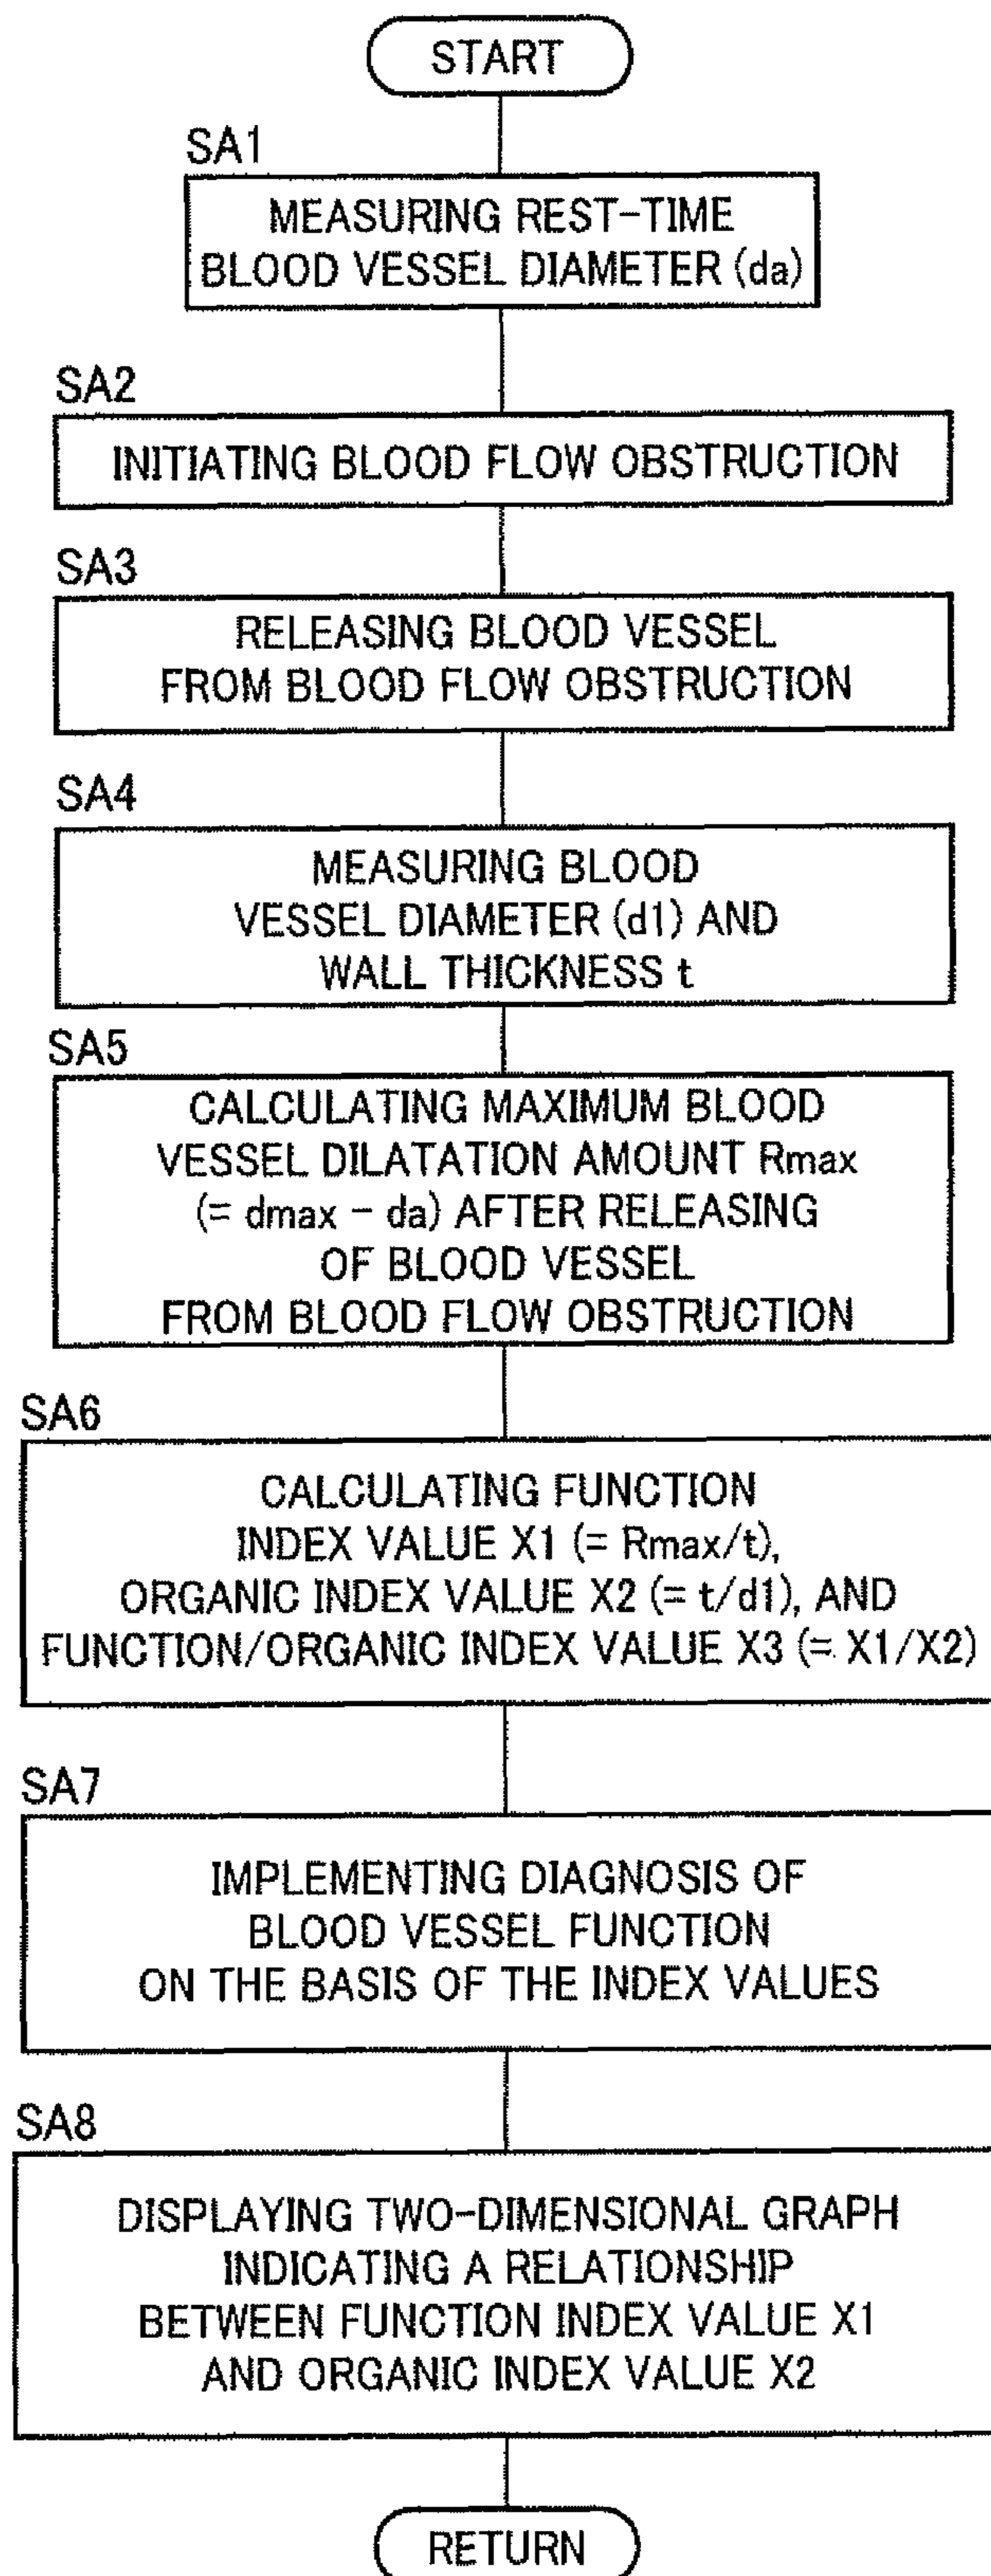 START
SA1
MEASURING REST-TIME
BLOOD VESSEL DIAMETER (da)
SA2
INITIATING BLOOD FLOW OBSTRUCTION
SA3
RELEASING BLOOD VESSEL
FROM BLOOD FLOW OBSTRUCTION
SA4
MEASURING BLOOD
VESSEL DIAMETER (d1) AND
WALL THICKNESS t
SA5
CALCULATING MAXIMUM BLOOD
VESSEL DILATATION AMOUNT Rmax
(= dmax - da) AFTER RELEASING
OF BLOOD VESSEL
FROM BLOOD FLOW OBSTRUCTION
SA6
CALCULATING FUNCTION
INDEX VALUE X1 (= Rmax/t),
ORGANIC INDEX VALUE X2 (= t/d1), AND
FUNCTION/ORGANIC INDEX VALUE X3 (= X1/X2)
SA7
IMPLEMENTING DIAGNOSIS OF
BLOOD VESSEL FUNCTION
ON THE BASIS OF THE INDEX VALUES
SA8
DISPLAYING TWO-DIMENSIONAL GRAPH
INDICATING A RELATIONSHIP
BETWEEN FUNCTION INDEX VALUE X1
AND ORGANIC INDEX VALUE X2
RETURN